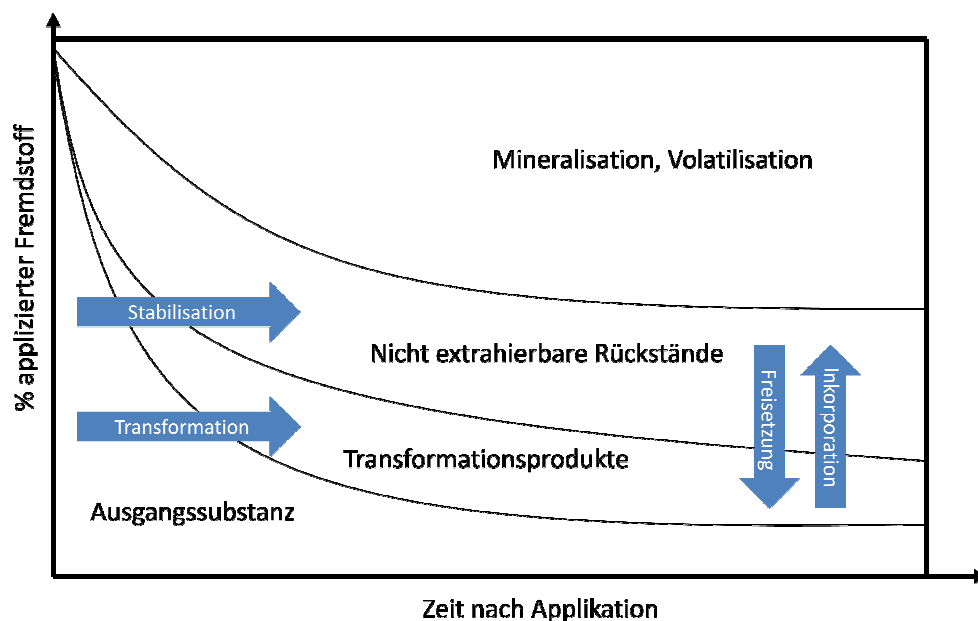 % applizierter Fremdstoff
Mineralisation, Volatilisation
Stabilisation
Nicht extrahierbare Rückstände
Freisetzung
Inkorporation
Transformation
Transformationsprodukte
Ausgangssubstanz
Zeit nach Applikation